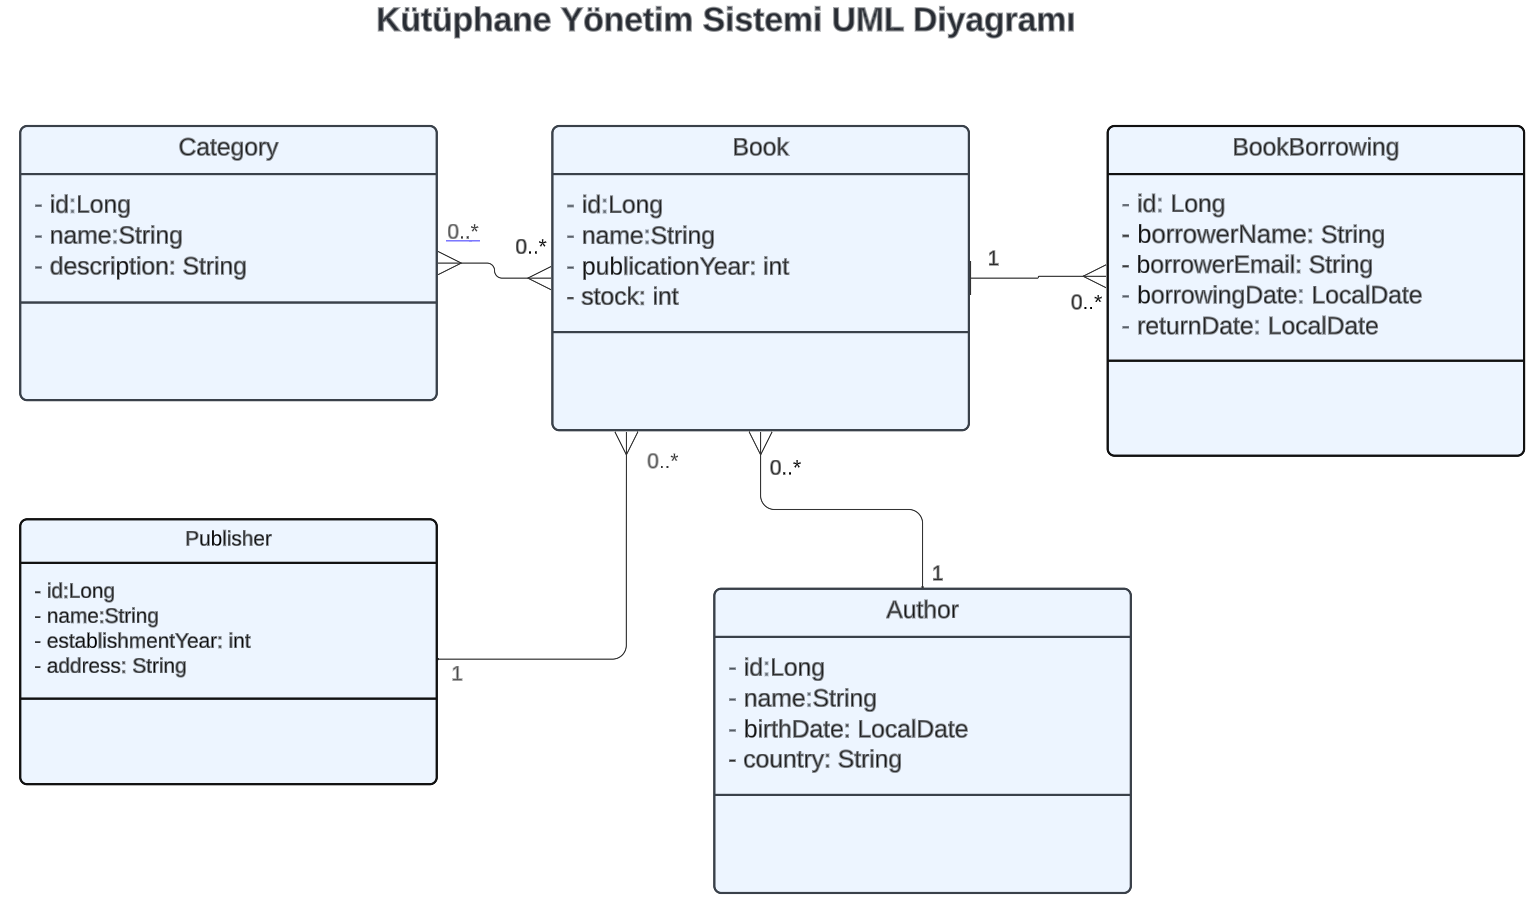 Kütüphane Yönetim Sistemi UML Diyagramı
Category
- id:Long
- name:String
- description: String
0..*
0..*
Book
- id:Long
- name:String
- publicationYear: int
- stock: int
1
0..*
BookBorrowing
- id: Long
- borrowerName: String
- borrowerEmail: String
- borrowingDate: LocalDate
- returnDate: LocalDate
0..*
0..*
Publisher
- id:Long
- name:String
- establishmentYear: int
- address: String
1
1
Author
- id:Long
- name:String
- birthDate: LocalDate
- country: String